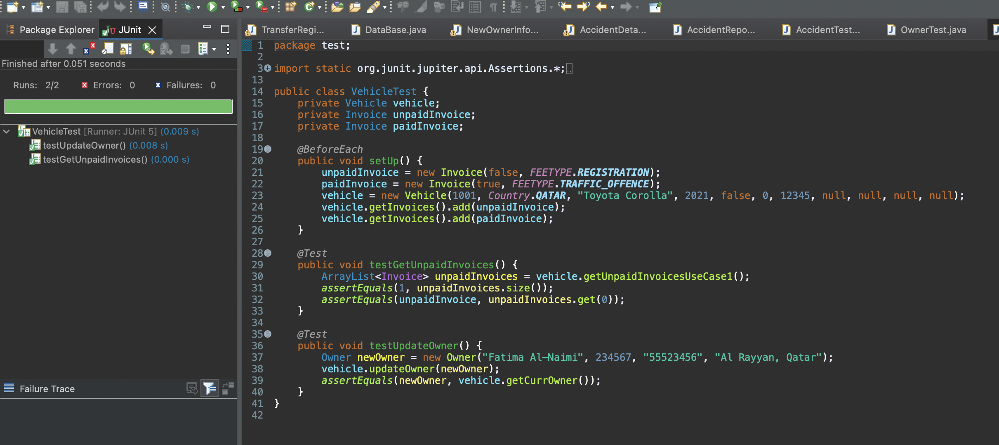 Package Explorer
JUnit
Finished after 0.051 seconds
Runs: 2/2 Errors: 0 Failures: 0
VehicleTest [Runner: JUnit 5] (0.009 s)
testUpdateOwner() (0.008 s)
testGetUnpaidInvoices() (0.000 s)
Failure Trace
TransferRegi... DataBase.java NewOwnerInfo... AccidentDeta... AccidentRepo... AccidentTest... OwnerTest.java
1 package test;
2
3 import static org.junit.jupiter.api.Assertions.*;
13
14 public class VehicleTest {
15     private Vehicle vehicle;
16     private Invoice unpaidInvoice;
17     private Invoice paidInvoice;
18
19     @BeforeEach
20     public void setUp() {
21         unpaidInvoice = new Invoice(false, FEETYPE.REGISTRATION);
22         paidInvoice = new Invoice(true, FEETYPE.TRAFFIC_OFFENCE);
23         vehicle = new Vehicle(1001, Country.QATAR, "Toyota Corolla", 2021, false, 0, 12345, null, null, null, null);
24         vehicle.getInvoices().add(unpaidInvoice);
25         vehicle.getInvoices().add(paidInvoice);
26     }
27
28     @Test
29     public void testGetUnpaidInvoices() {
30         ArrayList<Invoice> unpaidInvoices = vehicle.getUnpaidInvoicesUseCase1();
31         assertEquals(1, unpaidInvoices.size());
32         assertEquals(unpaidInvoice, unpaidInvoices.get(0));
33     }
34
35     @Test
36     public void testUpdateOwner() {
37         Owner newOwner = new Owner("Fatima Al-Naimi", 234567, "55523456", "Al Rayyan, Qatar");
38         vehicle.updateOwner(newOwner);
39         assertEquals(newOwner, vehicle.getCurrOwner());
40     }
41 }
42